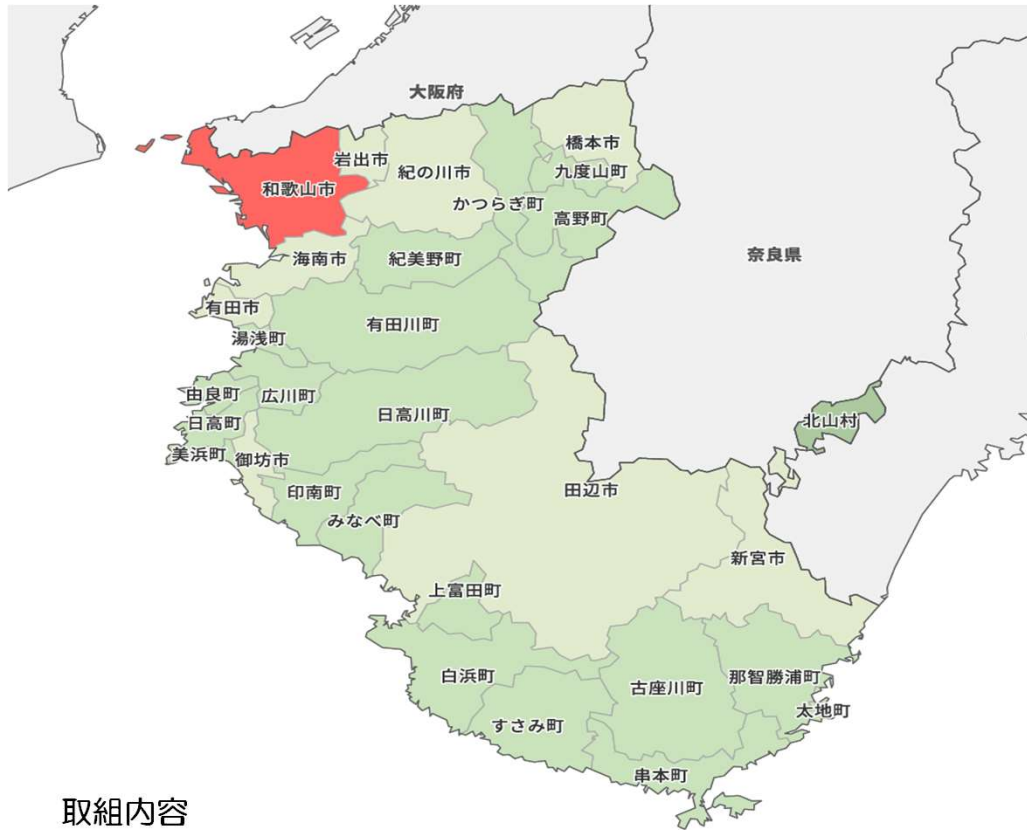 大阪府
橋本市
岩出市
紀の川市
九度山町
和歌山市
かつらぎ町
高野町
海南市
紀美野町
奈良県
有田市
有田川町
湯浅町
由良町
広川町
日高川町
北山村
日高町
美浜町
御坊市
印南町
田辺市
みなべ町
新宮市
上富田町
白浜町
古座川町
那智勝浦町
太地町
すさみ町
串本町
取組内容